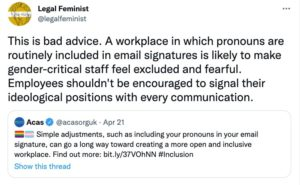 Legal Feminist
@legalfeminist
This is bad advice. A workplace in which pronouns are
routinely included in email signatures is likely to make
gender-critical staff feel excluded and fearful.
Employees shouldn't be encouraged to signal their
ideological positions with every communication.
Acas @acasorguk · Apr 21
Simple adjustments, such as including your pronouns in your email
signature, can go a long way toward creating a more open and inclusive
workplace. Find out more: bit.ly/37VOhNN #Inclusion
Show this thread